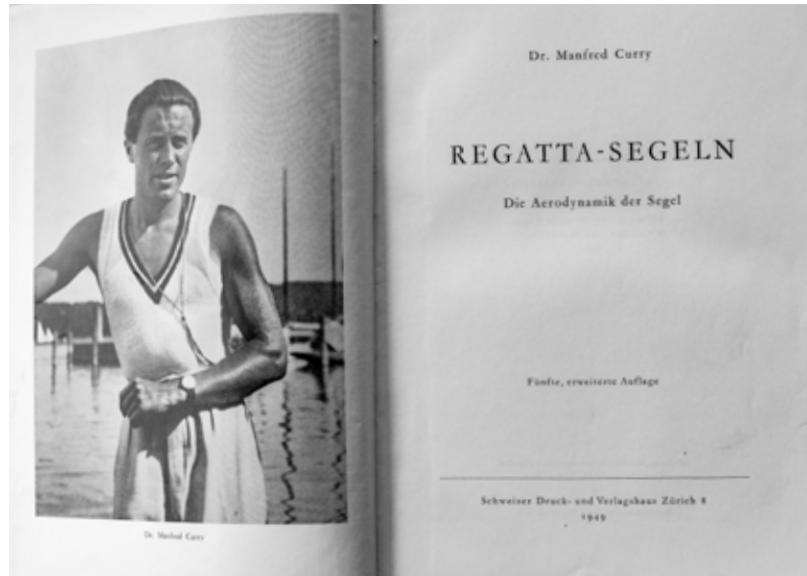 Dr. Manfred Curry
Dr. Manfred Curry
REGATTA-SEGELN
Die Aerodynamik der Segel
Fünfte, erweiterte Auflage
Schweizer Druck- und Verlagshaus Zürich 8
1949